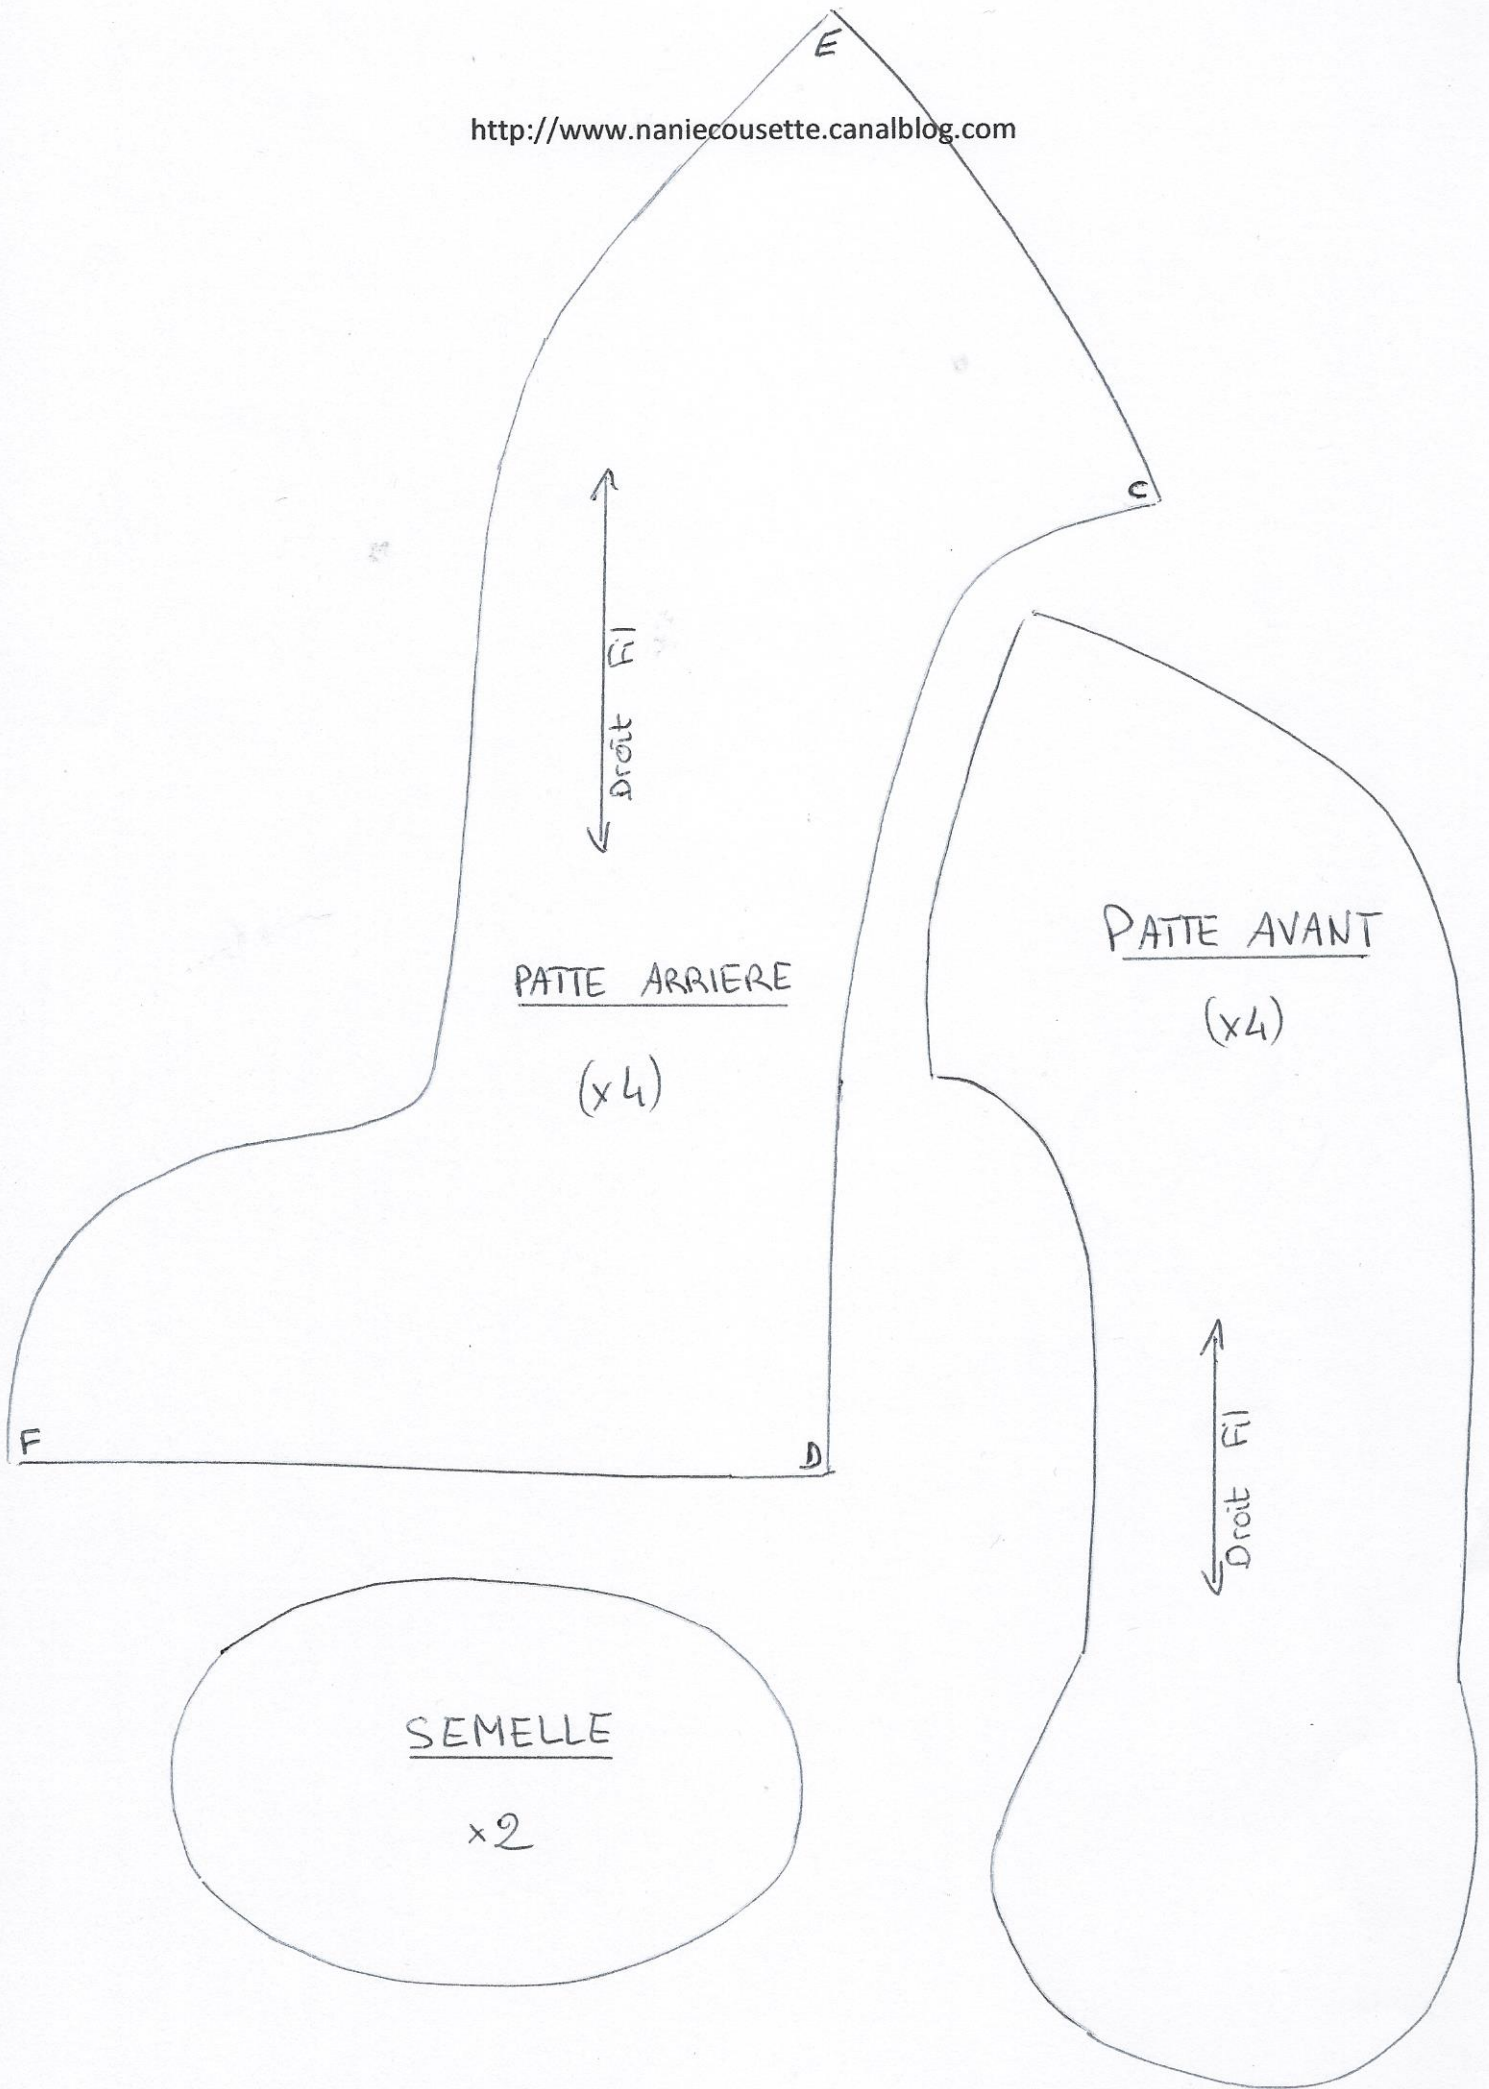 E
http://www.naniecousette.canalblog.com
C
Droit Fil
PATTE AVANT
(x4)
PATTE ARRIERE
(x4)
Droit Fil
F
D
SEMELLE
x2